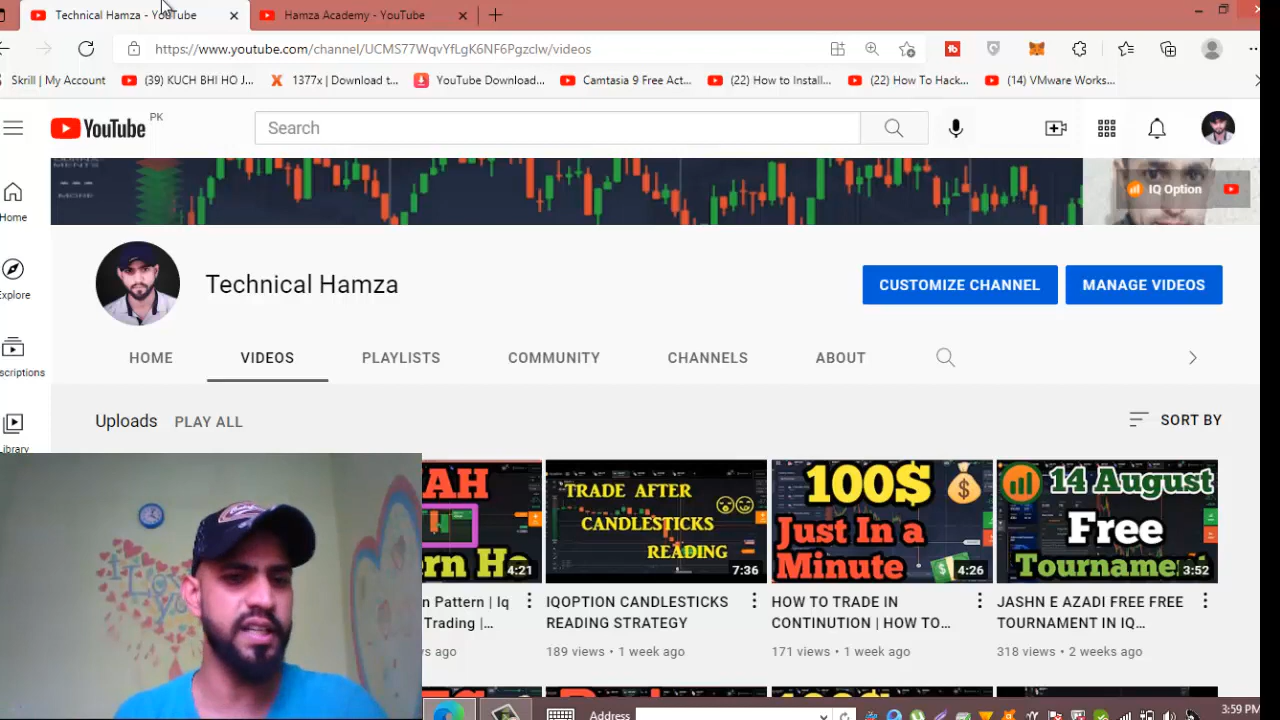 Technical Hamza - YouTube
Hamza Academy - YouTube
https://www.youtube.com/channel/UCMS77WqvYfLgK6NF6Pgzclw/videos
Skrill | My Account
(39) KUCH BHI HO J...
1377x | Download t...
YouTube Download...
Camtasia 9 Free Act...
(22) How to Install...
(22) How To Hack...
(14) VMware Works...
YouTube PK
Search
IQ Option
Home
Technical Hamza
CUSTOMIZE CHANNEL
MANAGE VIDEOS
Explore
HOME
VIDEOS
PLAYLISTS
COMMUNITY
CHANNELS
ABOUT
scriptions
Uploads
PLAY ALL
SORT BY
Library
AH
4:21
TRADE AFTER
CANDLESTICKS
READING
7:36
100$
Just In a
Minute
4:26
14 August
Free
Tourname
3:52
n Pattern | Iq
Trading |...
ago
IQOPTION CANDLESTICKS
READING STRATEGY
189 views • 1 week ago
HOW TO TRADE IN
CONTINUTION | HOW TO...
171 views • 1 week ago
JASHN E AZADI FREE FREE
TOURNAMENT IN IQ...
318 views • 2 weeks ago
Address
3:59 PM